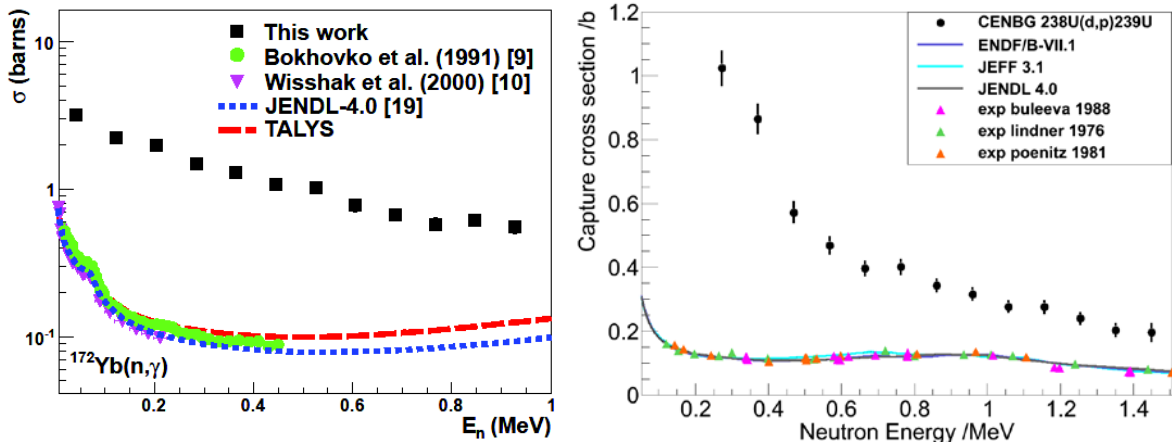 σ (barns)
10
1
10⁻¹
This work
Bokhovko et al. (1991) [9]
Wisshak et al. (2000) [10]
JENDL-4.0 [19]
TALYS
¹⁷²Yb(n,γ)
0.2
0.4
0.6
0.8
1
Eₙ (MeV)
Capture cross section /b
1
0.8
0.6
0.4
0.2
0
CENBG 238U(d,p)239U
ENDF/B-VII.1
JEFF 3.1
JENDL 4.0
exp buleeva 1988
exp lindner 1976
exp poenitz 1981
0.2
0.4
0.6
0.8
1
1.2
1.4
Neutron Energy /MeV